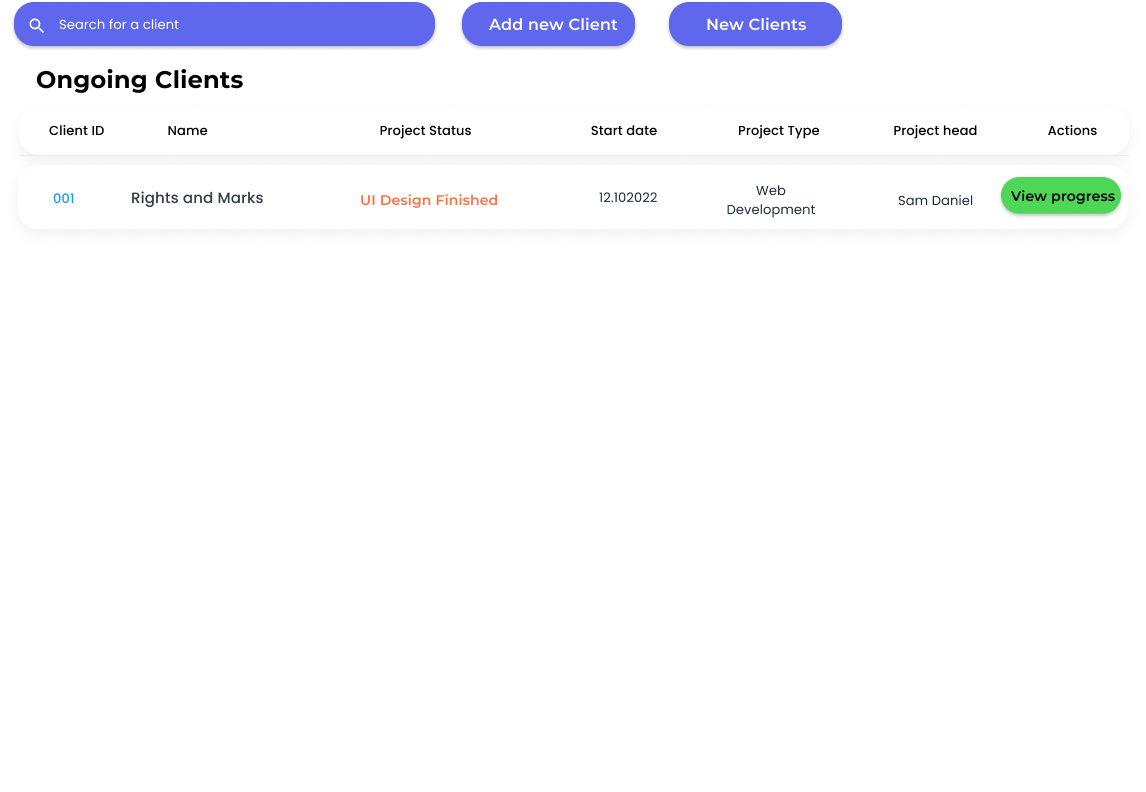 Search for a client
Add new Client
New Clients
Ongoing Clients
Client ID
Name
Project Status
Start date
Project Type
Project head
Actions
001
Rights and Marks
UI Design Finished
12.102022
Web
Development
Sam Daniel
View progress